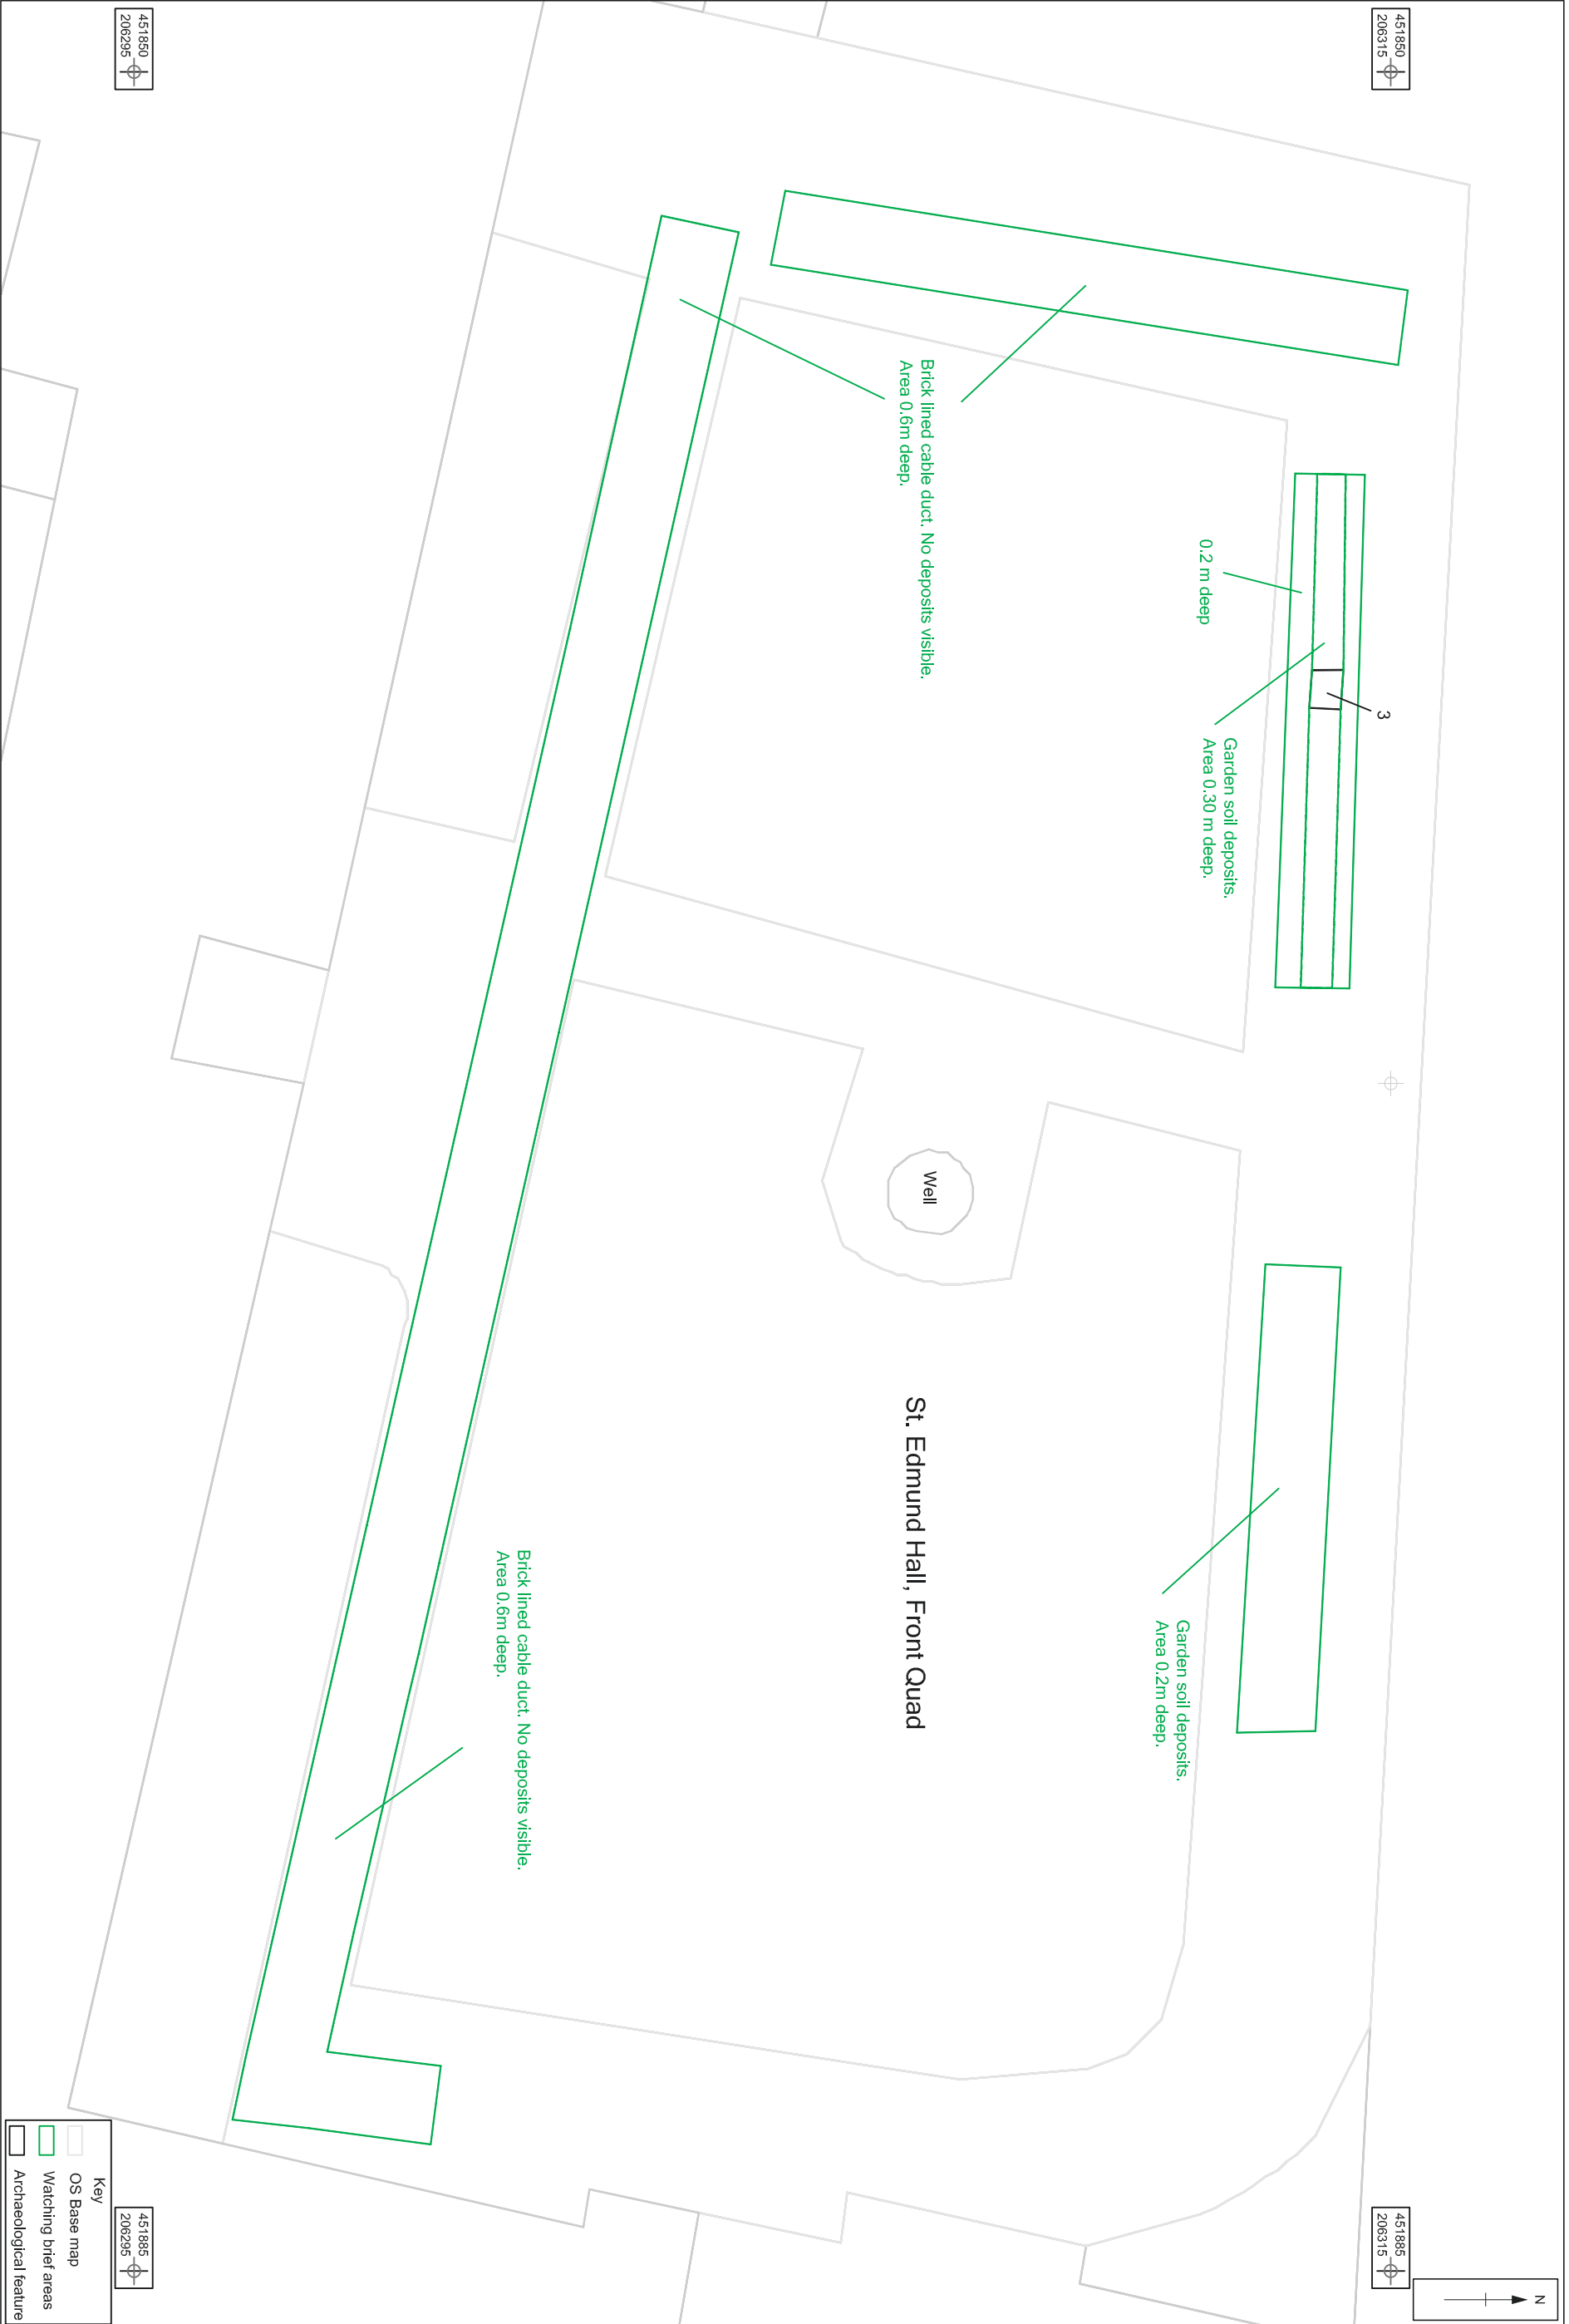 451850
206315
451885
206315
N
3
0.2 m deep
Garden soil deposits.
Area 0.30 m deep.
Garden soil deposits.
Area 0.2m deep.
Brick lined cable duct. No deposits visible.
Area 0.6m deep.
Well
St. Edmund Hall, Front Quad
Brick lined cable duct. No deposits visible.
Area 0.6m deep.
451850
206295
451885
206295
Key
OS Base map
Watching brief areas
Archaeological feature